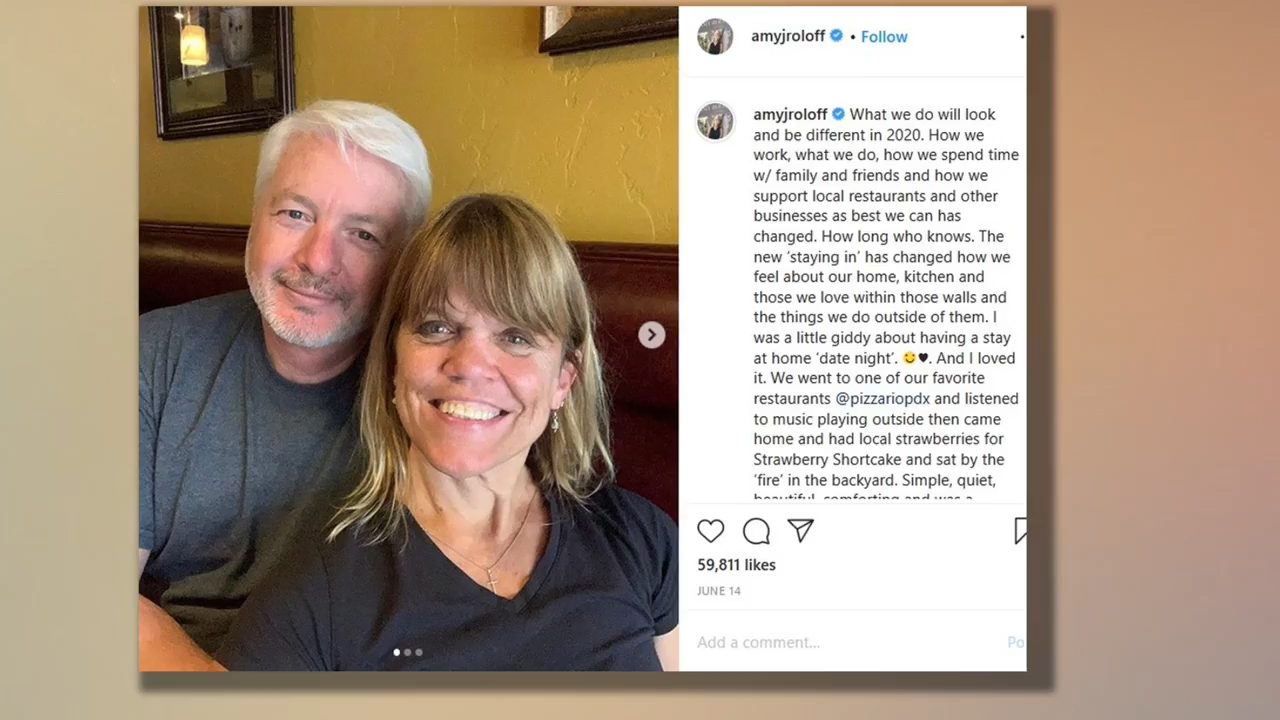 amyjroloff • Follow
amyjroloff What we do will look
and be different in 2020. How we
work, what we do, how we spend time
w/ family and friends and how we
support local restaurants and other
businesses as best we can has
changed. How long who knows. The
new ‘staying in’ has changed how we
feel about our home, kitchen and
those we love within those walls and
the things we do outside of them. I
was a little giddy about having a stay
at home ‘date night’. 😊🖤. And I loved
it. We went to one of our favorite
restaurants @pizzariopdx and listened
to music playing outside then came
home and had local strawberries for
Strawberry Shortcake and sat by the
‘fire’ in the backyard. Simple, quiet,
beautiful, comforting and was a
59,811 likes
JUNE 14
Add a comment... Po